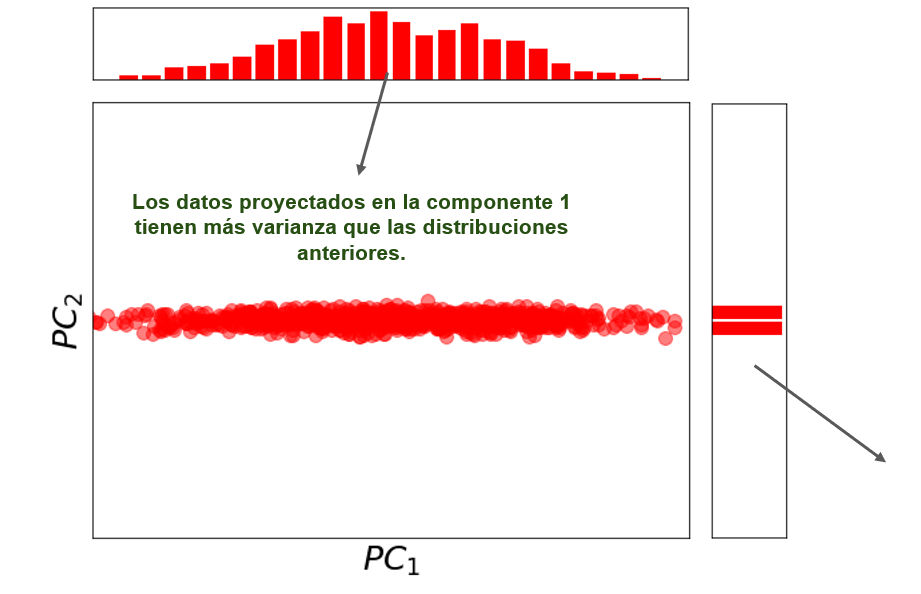 Los datos proyectados en la componente 1
tienen más varianza que las distribuciones
anteriores.
PC₂
PC₁